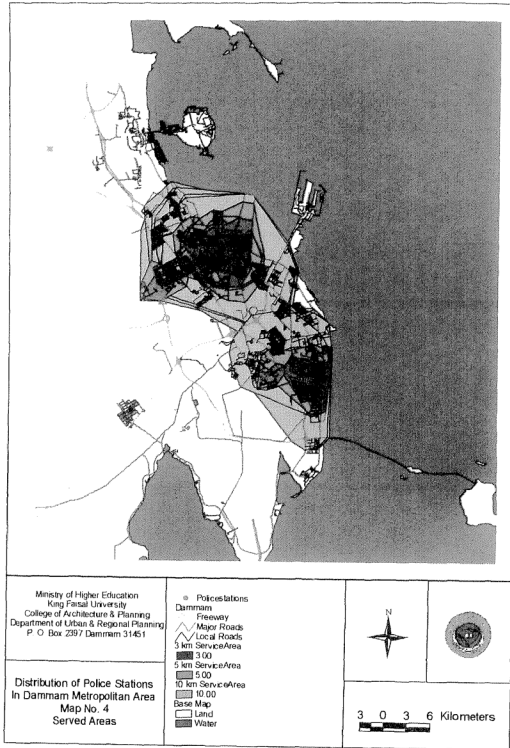 Ministry of Higher Education
King Faisal University
College of Architecture & Planning
Department of Urban & Regional Planning
P O Box 2397 Dammam 31451
Distribution of Police Stations
In Dammam Metropolitan Area
Map No. 4
Served Areas
Policestations
Dammam
Freeway
Major Roads
Local Roads
3 km ServiceArea
3.00
5 km ServiceArea
5.00
10 km ServiceArea
10.00
Base Map
Land
Water
N
3 0 3 6 Kilometers